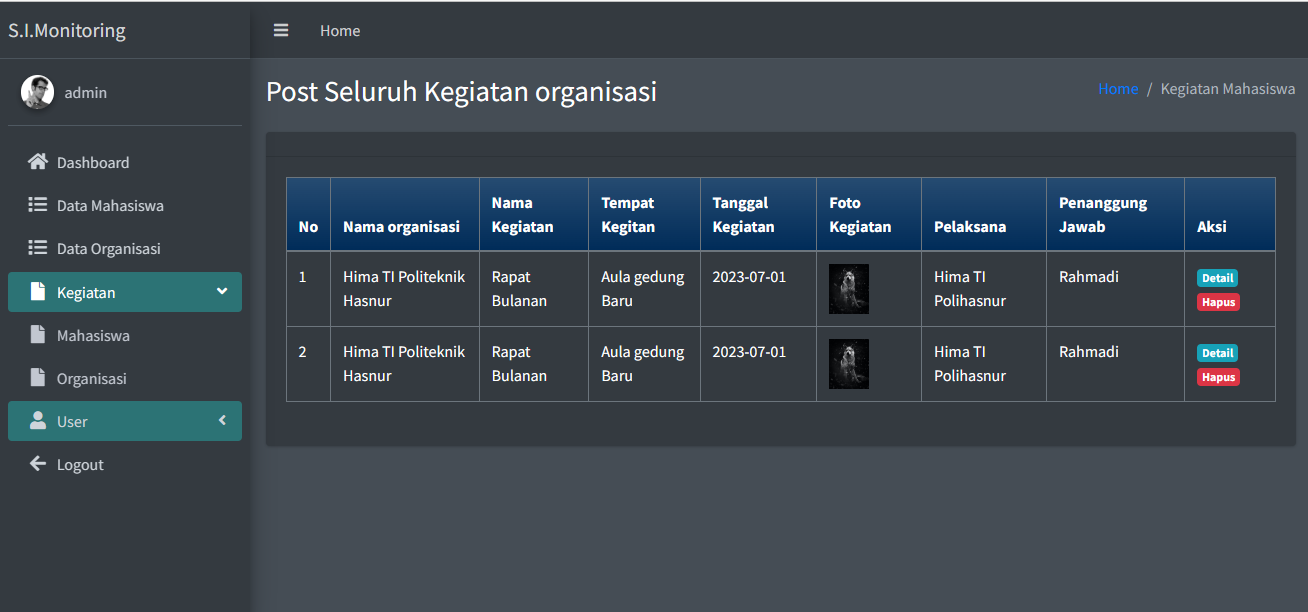 S.I.Monitoring
Home
admin
Dashboard
Data Mahasiswa
Data Organisasi
Kegiatan
Mahasiswa
Organisasi
User
Logout
Post Seluruh Kegiatan organisasi
Home / Kegiatan Mahasiswa
No
Nama organisasi
Nama
Kegiatan
Tempat
Kegitan
Tanggal
Kegiatan
Foto
Kegiatan
Pelaksana
Penanggung
Jawab
Aksi
1
Hima TI Politeknik
Hasnur
Rapat
Bulanan
Aula gedung
Baru
2023-07-01
Hima TI
Polihasnur
Rahmadi
Detail
Hapus
2
Hima TI Politeknik
Hasnur
Rapat
Bulanan
Aula gedung
Baru
2023-07-01
Hima TI
Polihasnur
Rahmadi
Detail
Hapus